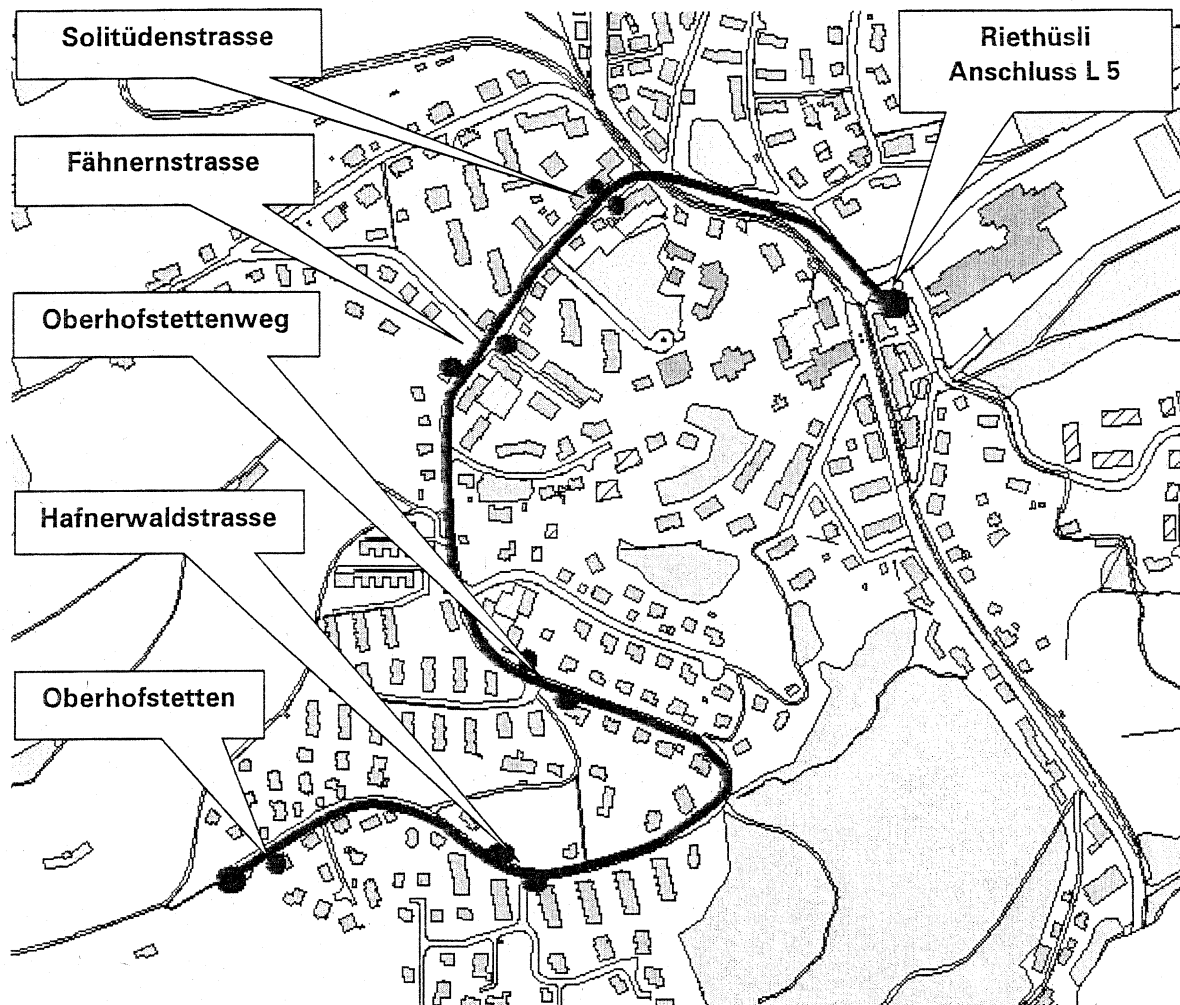 Solitüdenstrasse
Riethüsli
Anschluss L 5
Fähnernstrasse
Oberhofstettenweg
Hafnerwaldstrasse
Oberhofstetten